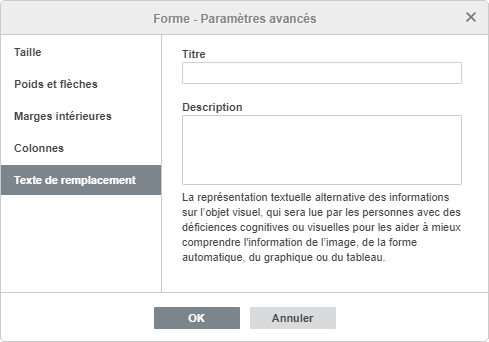 Forme - Paramètres avancés
Taille
Poids et flèches
Marges intérieures
Colonnes
Texte de remplacement
Titre
Description
La représentation textuelle alternative des informations
sur l'objet visuel, qui sera lue par les personnes avec des
déficiences cognitives ou visuelles pour les aider à mieux
comprendre l'information de l'image, de la forme
automatique, du graphique ou du tableau.
OK
Annuler